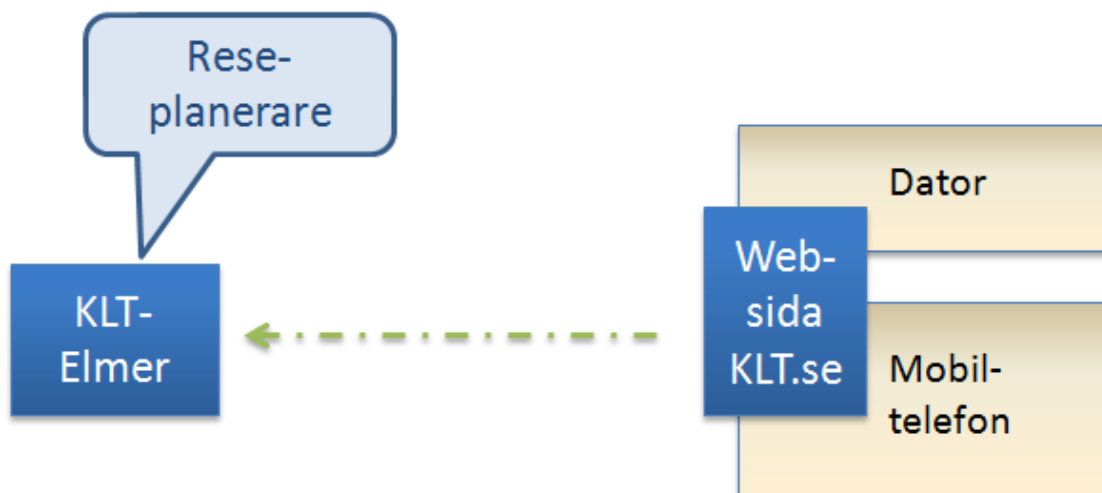 Rese-
planerare
KLT-
Elmer
Web-
sida
KLT.se
Dator
Mobil-
telefon